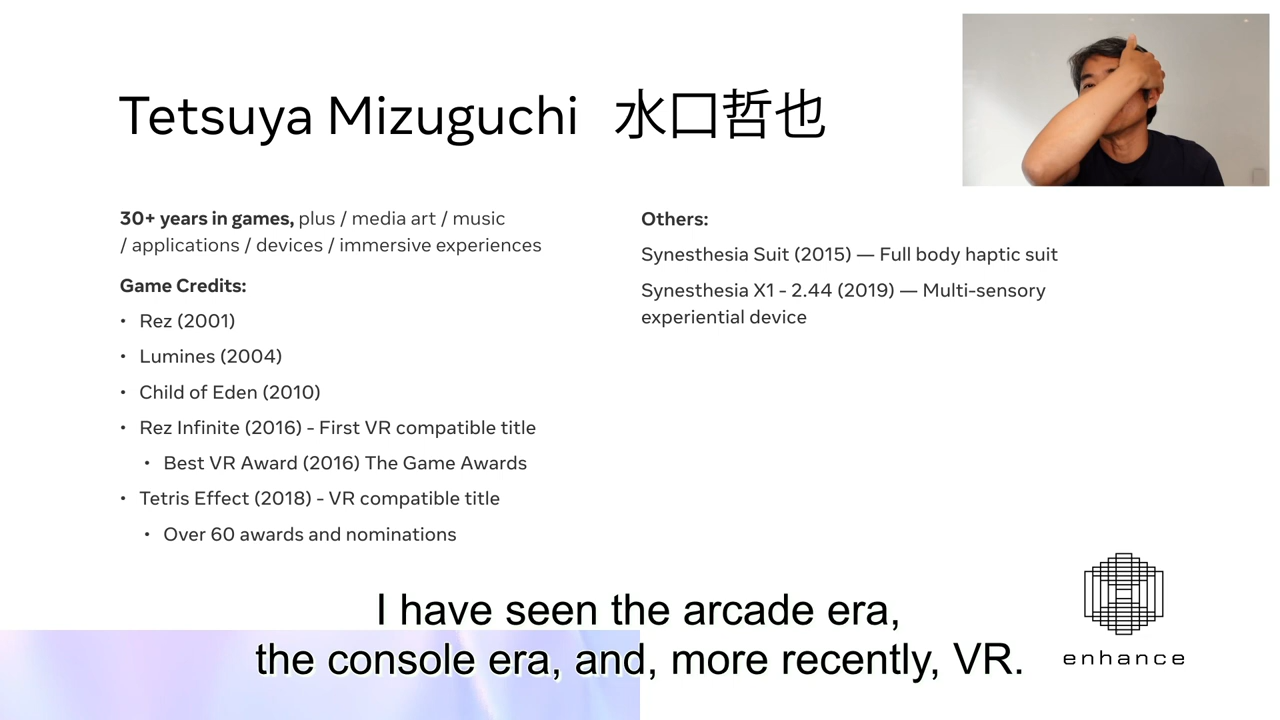 Tetsuya Mizuguchi 水口哲也
30+ years in games, plus / media art / music
/ applications / devices / immersive experiences
Game Credits:
• Rez (2001)
• Lumines (2004)
• Child of Eden (2010)
• Rez Infinite (2016) - First VR compatible title
• Best VR Award (2016) The Game Awards
• Tetris Effect (2018) - VR compatible title
• Over 60 awards and nominations
Others:
Synesthesia Suit (2015) — Full body haptic suit
Synesthesia X1 - 2.44 (2019) — Multi-sensory
experiential device
enhance
I have seen the arcade era,
the console era, and, more recently, VR.